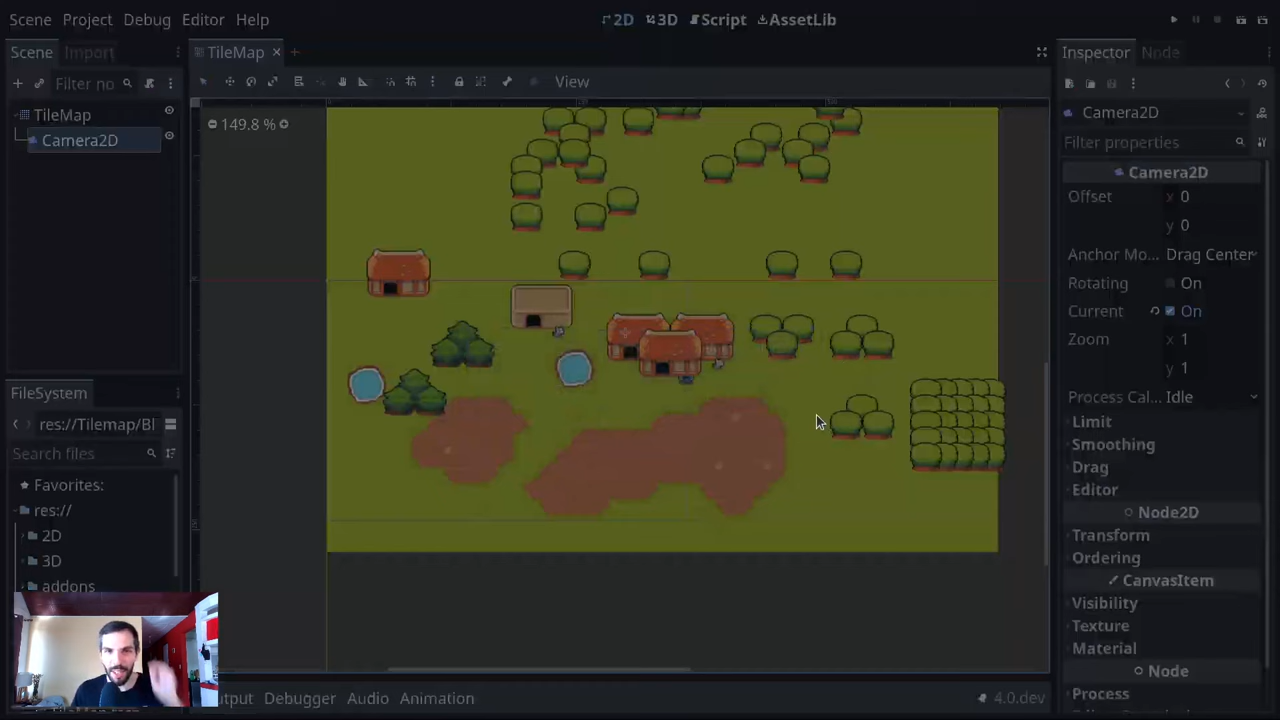 Scene Project Debug Editor Help
2D 3D Script AssetLib
Scene Import
TileMap
Inspector Node
Filter no
View
TileMap
Camera2D
149.8 %
Camera2D
Filter properties
Camera2D
Offset x 0
y 0
Anchor Mo... Drag Center
Rotating On
Current On
Zoom x 1
y 1
Process Cal... Idle
Limit
Smoothing
Drag
Editor
Node2D
Transform
Ordering
CanvasItem
Visibility
Texture
Material
Node
Process
FileSystem
res://Tilemap/Bl
Search files
Favorites:
res://
2D
3D
addons
Debugger Audio Animation
4.0.dev